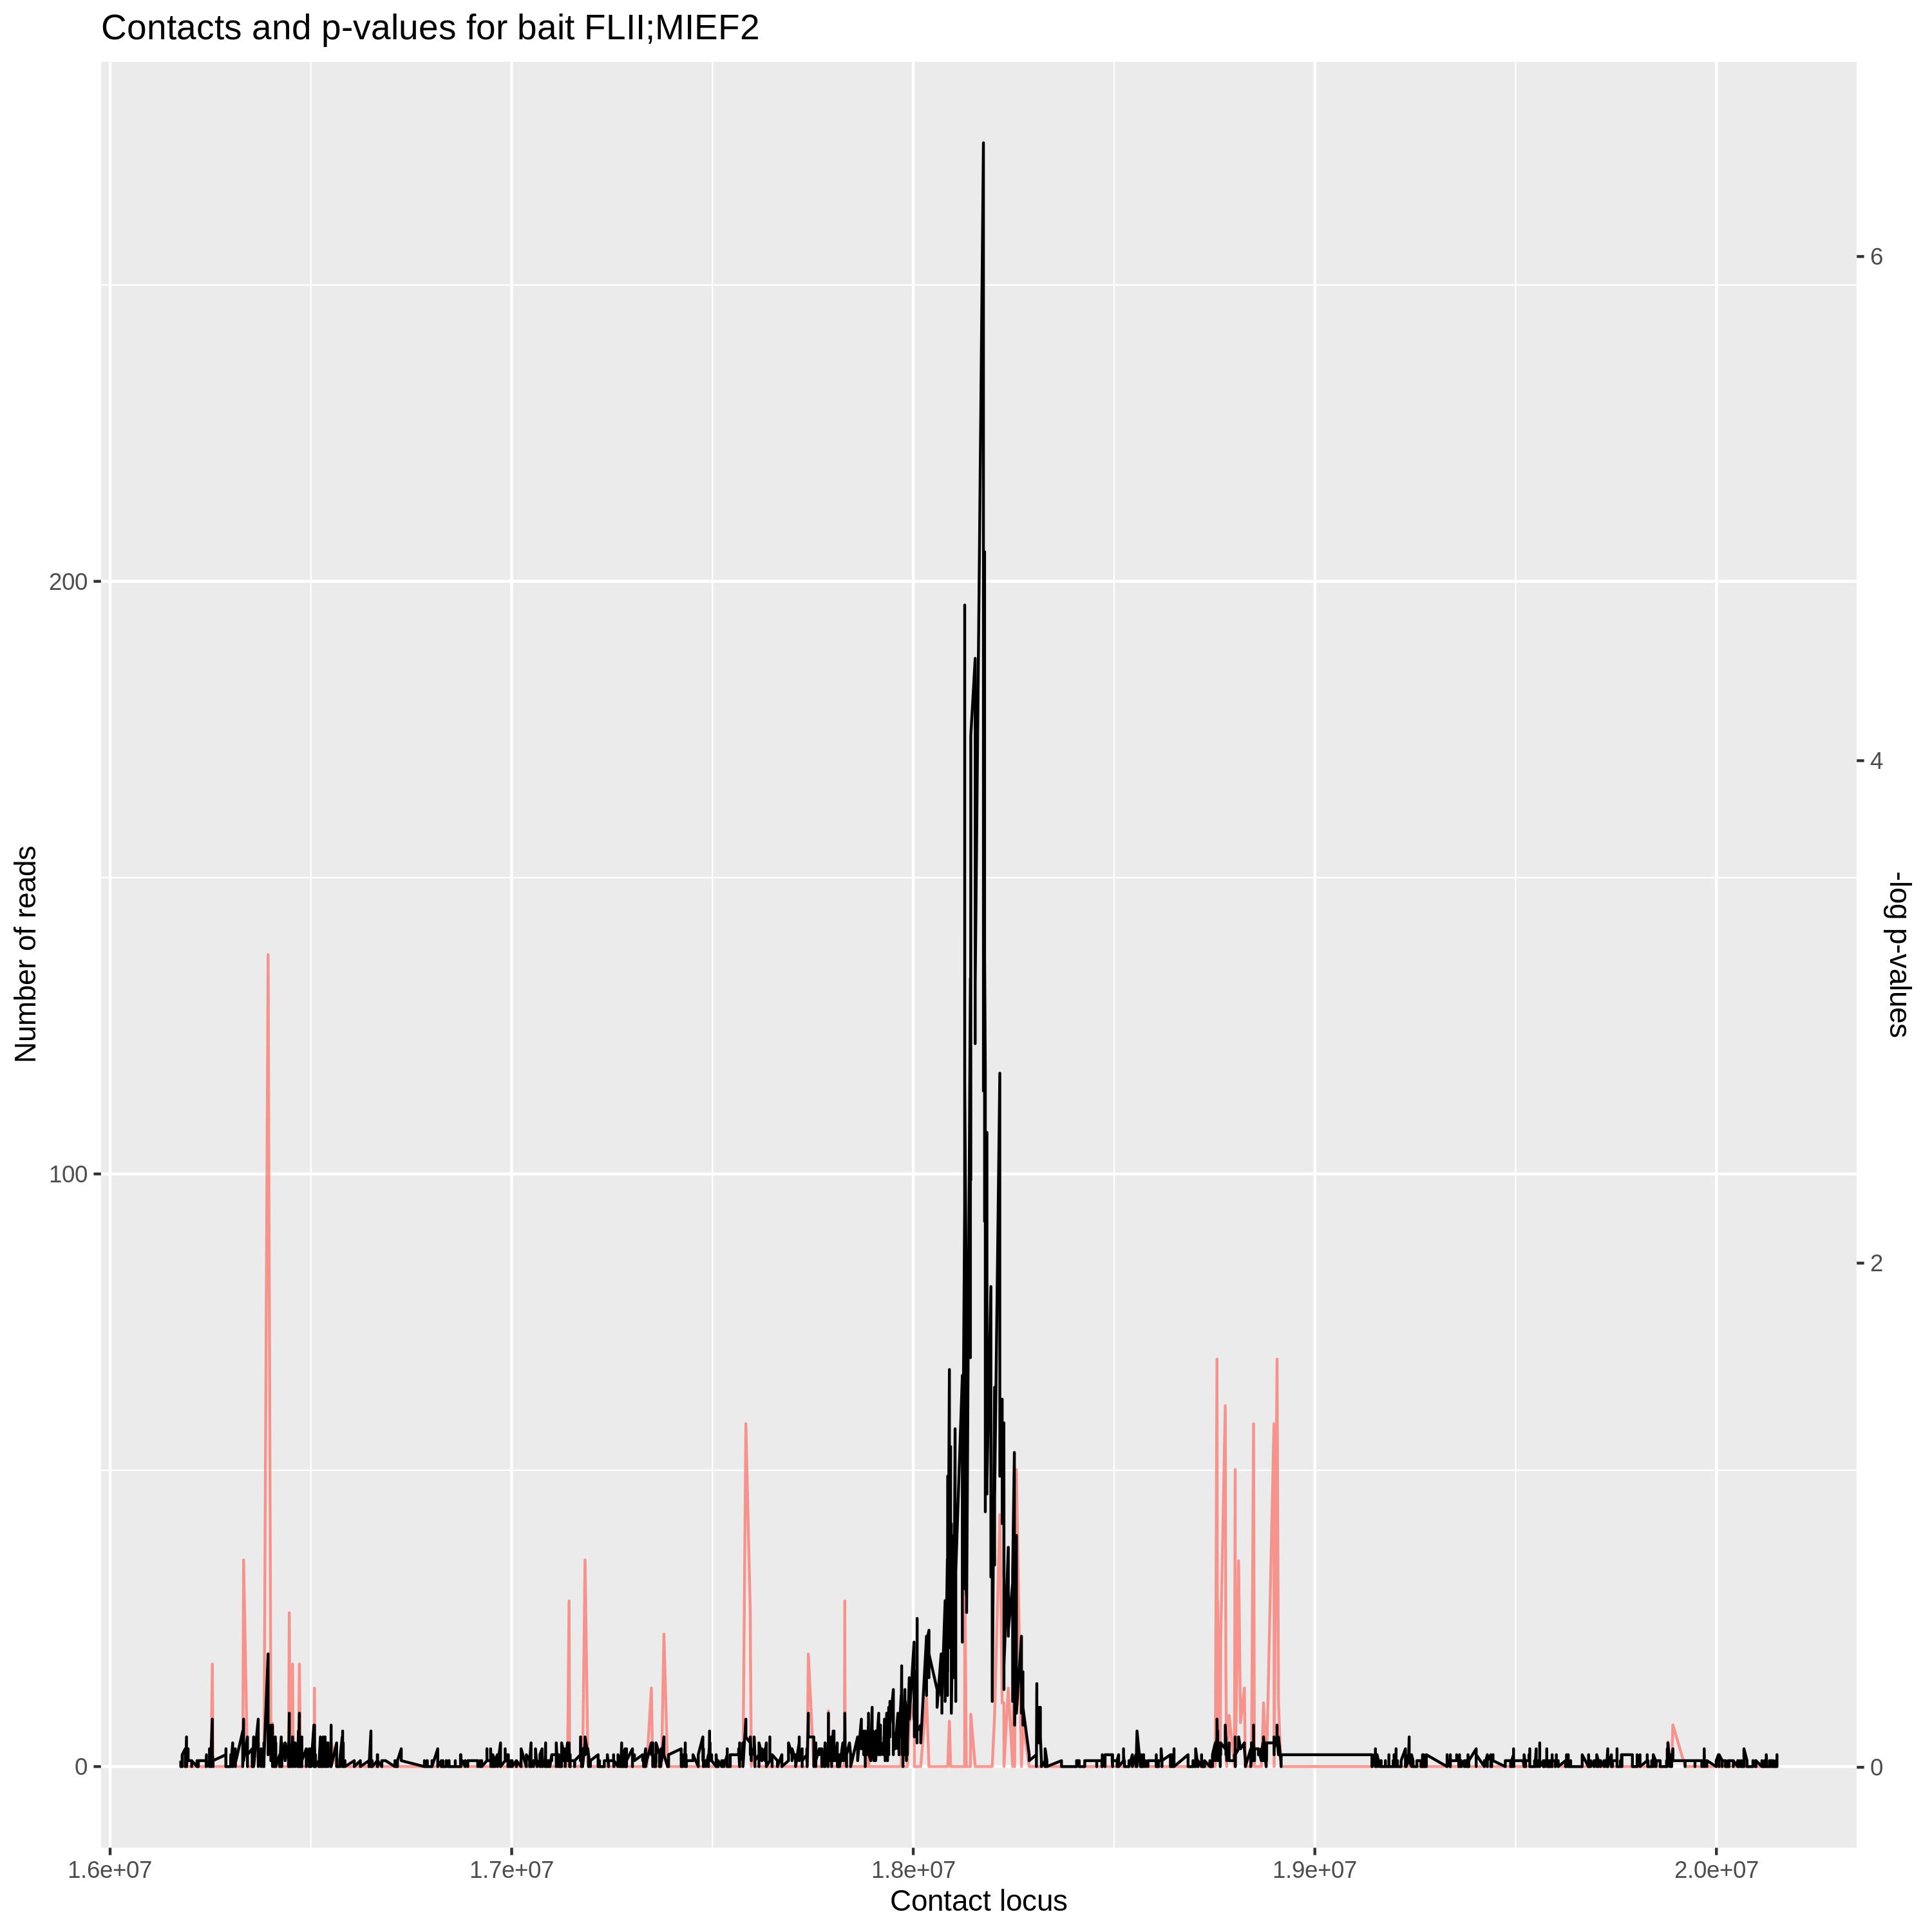 Contacts and p-values for bait FLII;MIEF2
Number of reads
200
100
0
6
4
2
0
-log p-values
1.6e+07
1.7e+07
1.8e+07
1.9e+07
2.0e+07
Contact locus